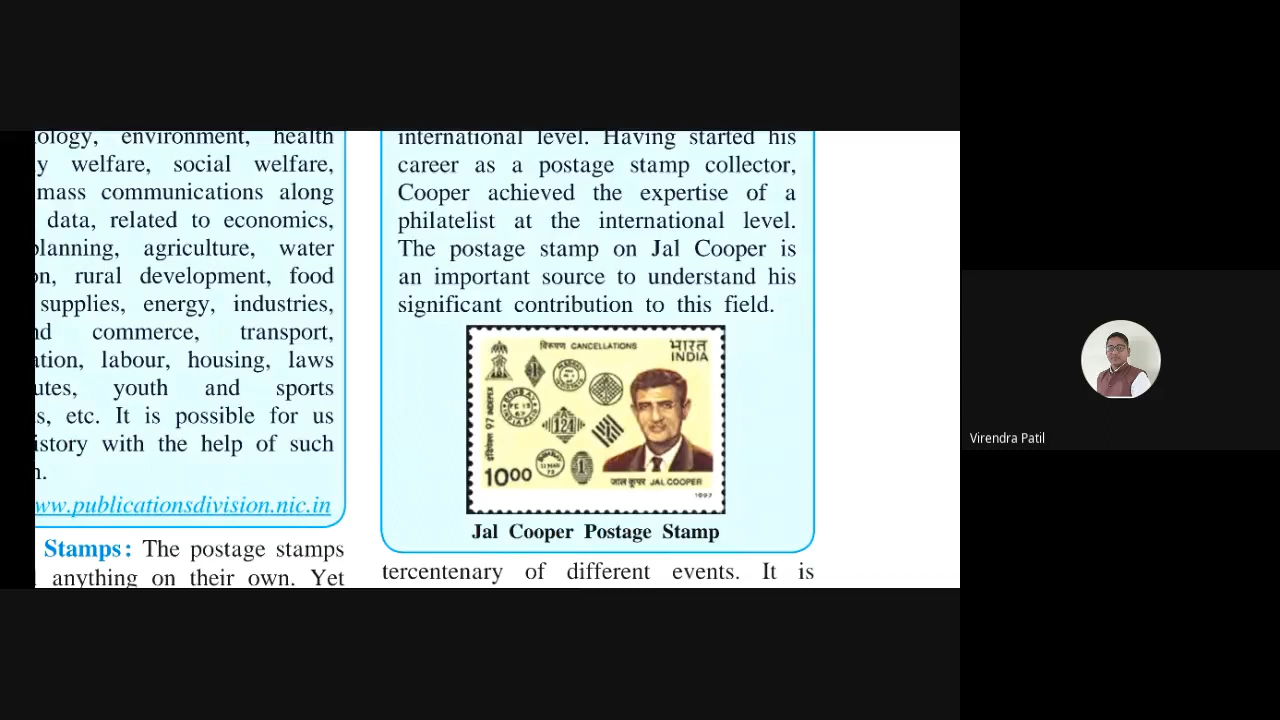 ology, environment, health
y welfare, social welfare,
mass communications along
data, related to economics,
planning, agriculture, water
on, rural development, food
supplies, energy, industries,
nd commerce, transport,
ation, labour, housing, laws
utes, youth and sports
s, etc. It is possible for us
istory with the help of such
n.
ww.publicationsdivision.nic.in
Stamps: The postage stamps
anything on their own. Yet
international level. Having started his
career as a postage stamp collector,
Cooper achieved the expertise of a
philatelist at the international level.
The postage stamp on Jal Cooper is
an important source to understand his
significant contribution to this field.
विरूपण CANCELLATIONS
भारत
INDIA
इंडिपेक्स 97 INDEPEX
A
124
1
1000
जाल कूपर JAL COOPER
1997
Jal Cooper Postage Stamp
tercentenary of different events. It is
Virendra Patil